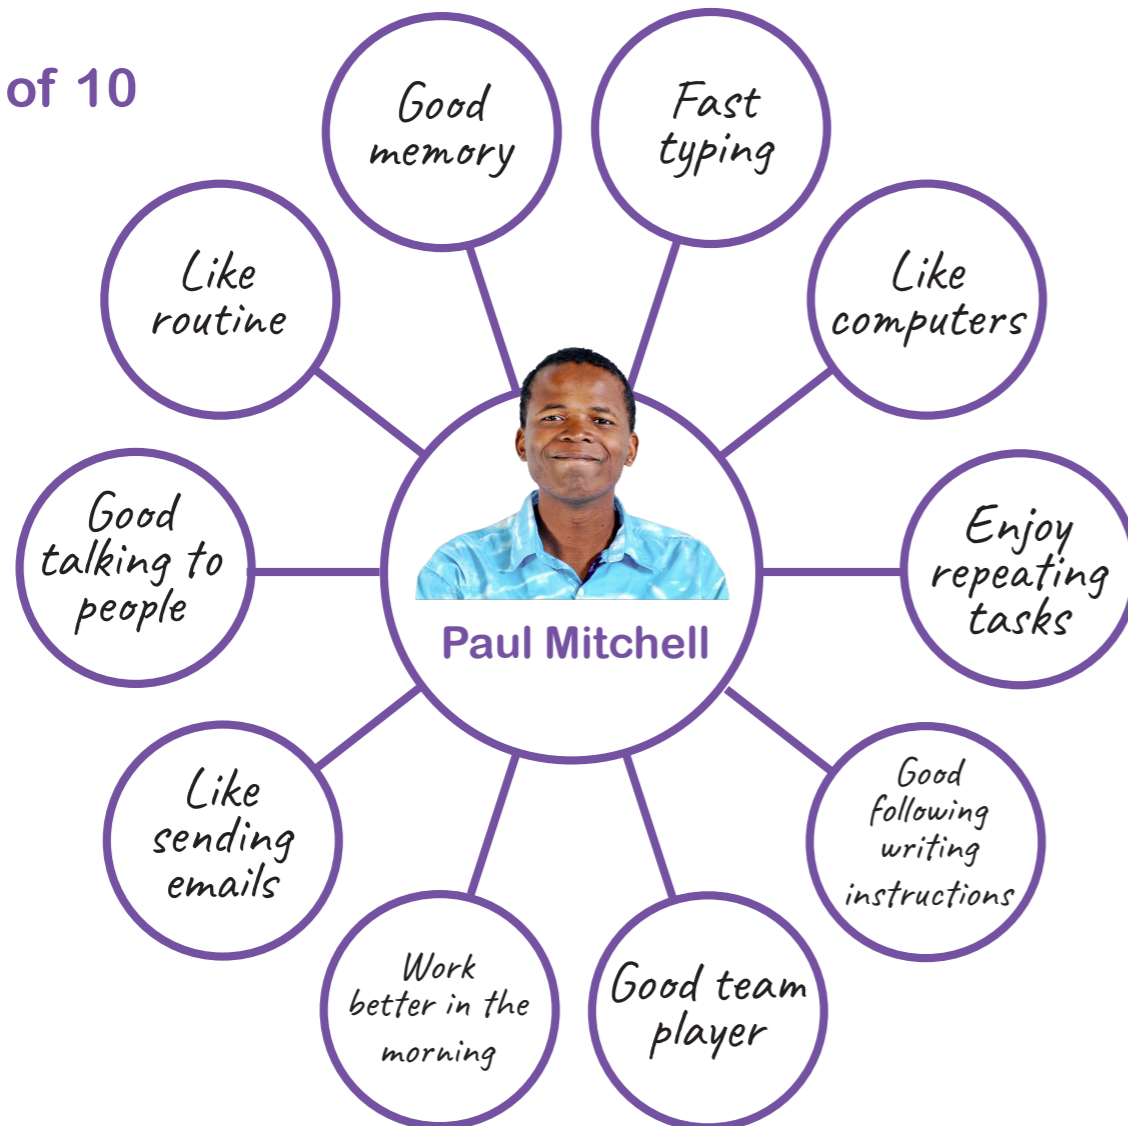 of 10
Good
memory
Fast
typing
Like
routine
Like
computers
Good
talking to
people
Paul Mitchell
Enjoy
repeating
tasks
Like
sending
emails
Good
following
writing
instructions
Work
better in the
morning
Good team
player